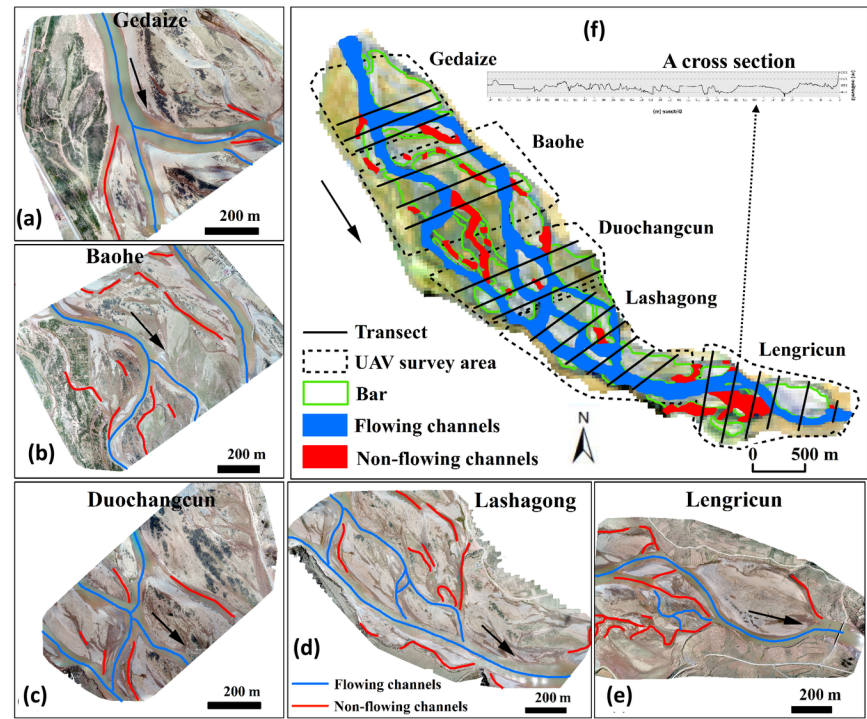 Gedaize
(a)
200 m
Baohe
(b)
200 m
Duochangcun
(c)
200 m
Lashagong
(d)
200 m
Flowing channels
Non-flowing channels
Lengricun
(e)
200 m
(f)
A cross section
Distance (m)
Gedaize
Baohe
Duochangcun
Lashagong
Lengricun
Transect
UAV survey area
Bar
Flowing channels
Non-flowing channels
N
0 500 m